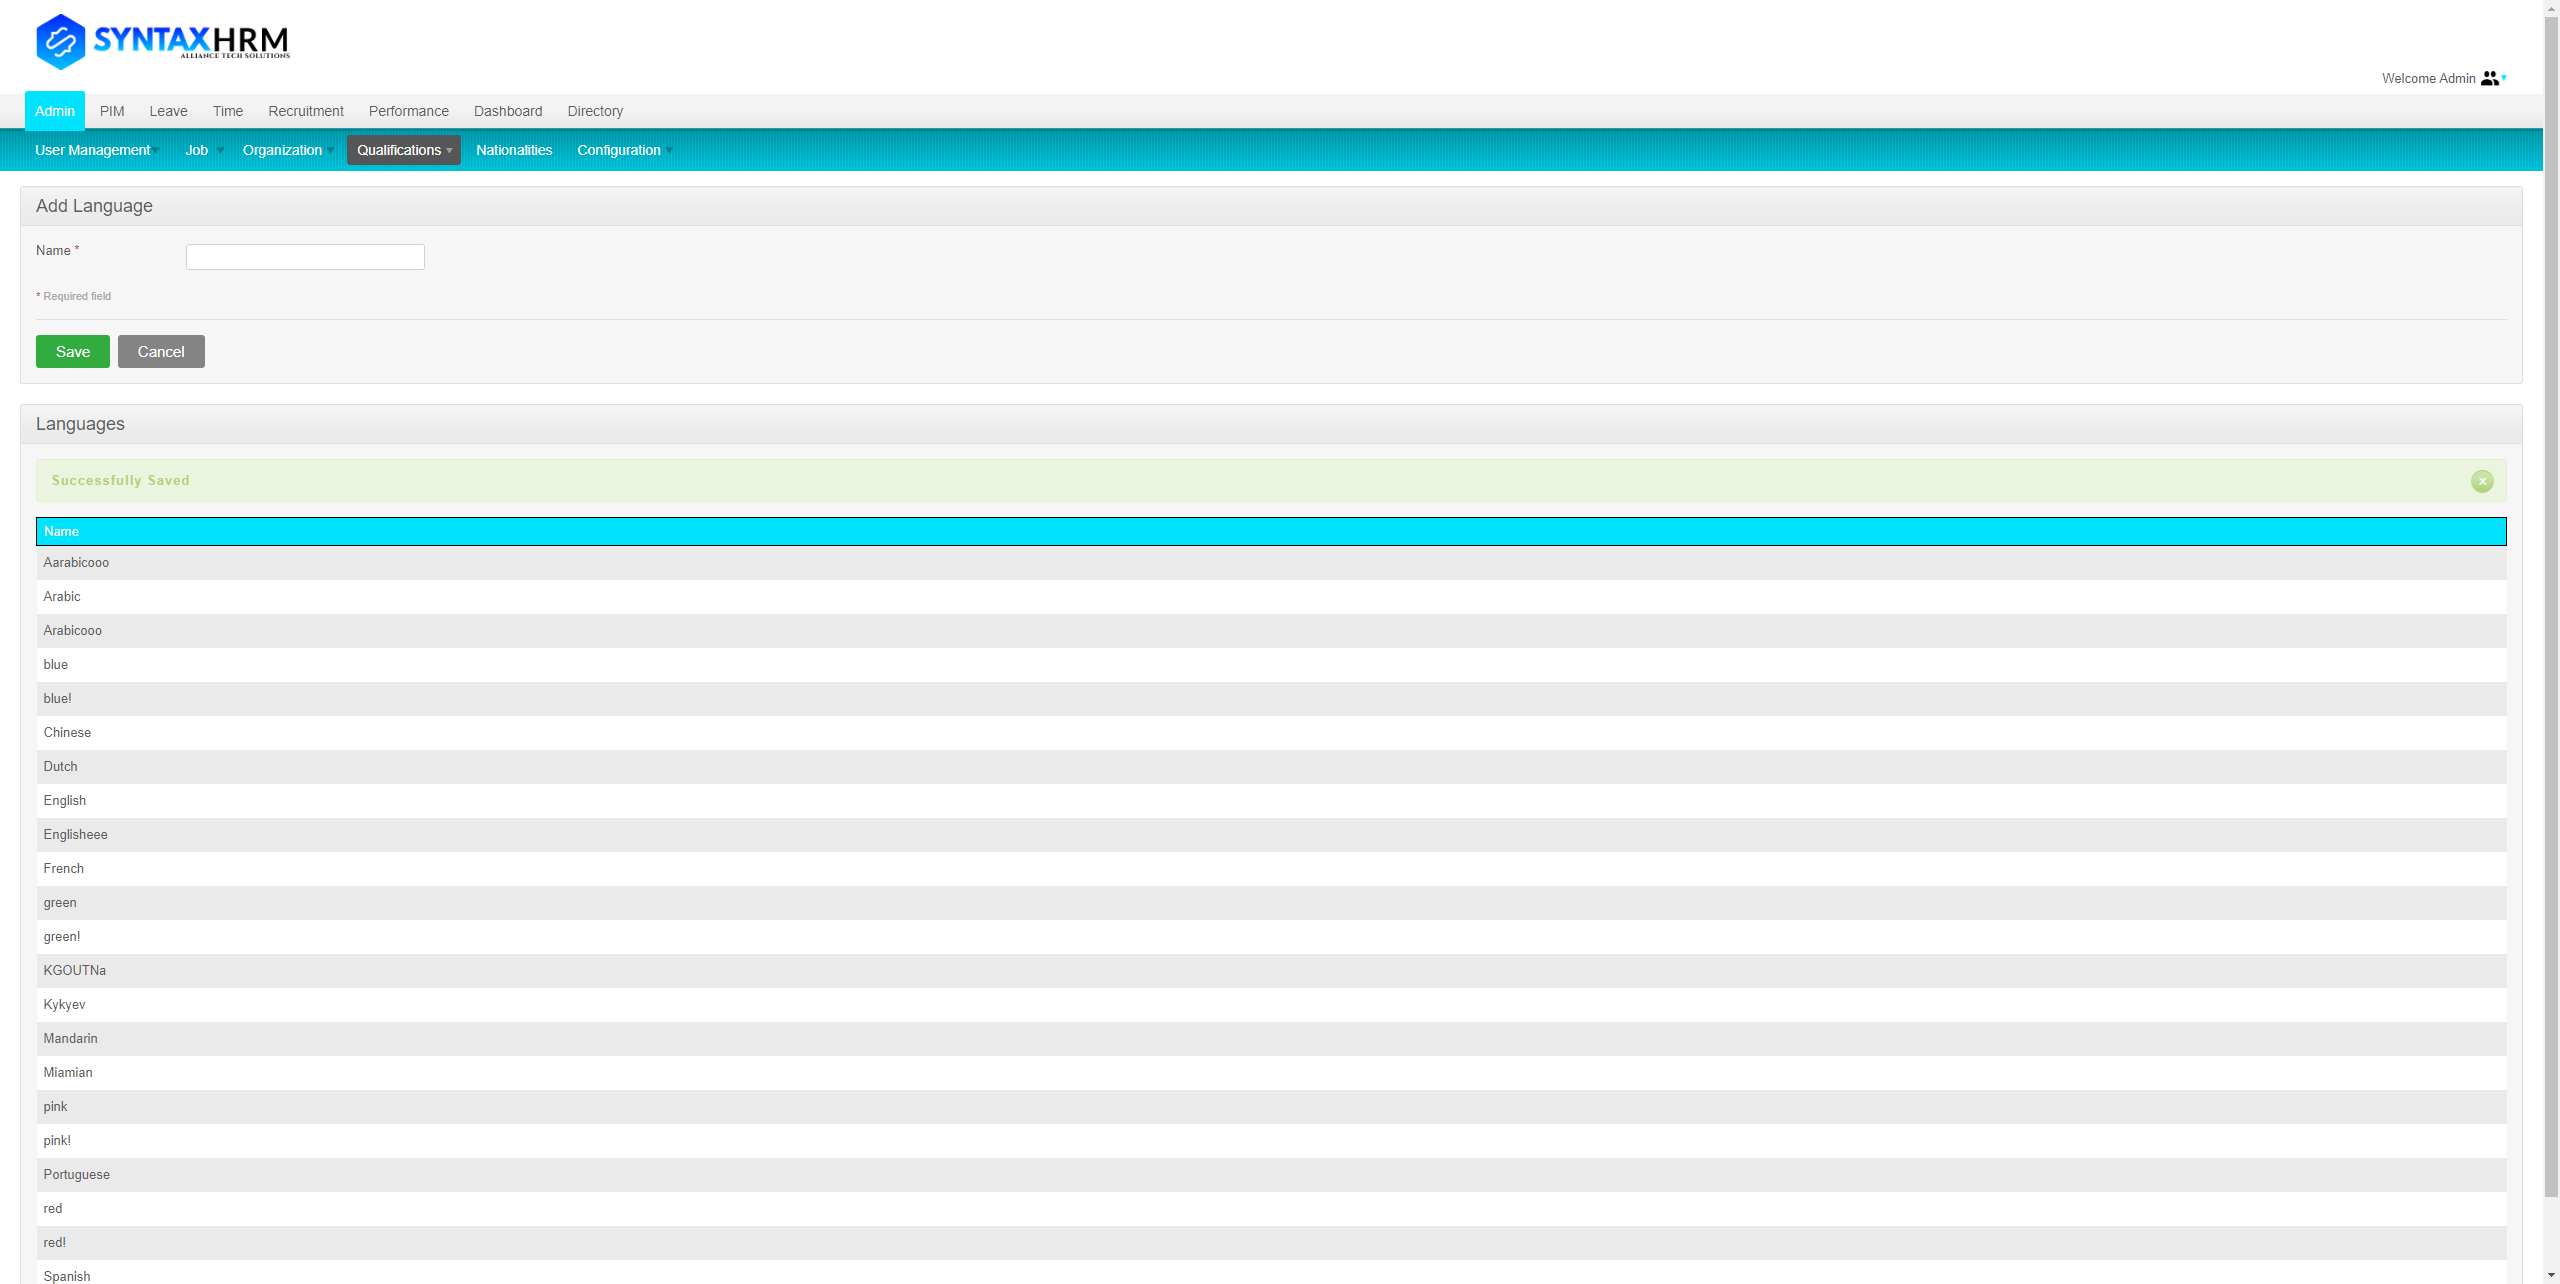 SYNTAXHRM
ALLIANCE TECH SOLUTIONS
Welcome Admin
Admin PIM Leave Time Recruitment Performance Dashboard Directory
User Management Job Organization Qualifications Nationalities Configuration
Add Language
Name *
* Required field
Save Cancel
Languages
Successfully Saved
x
Name
Aarabicooo
Arabic
Arabicooo
blue
blue!
Chinese
Dutch
English
Englisheee
French
green
green!
KGOUTNa
Kykyev
Mandarin
Miamian
pink
pink!
Portuguese
red
red!
Spanish